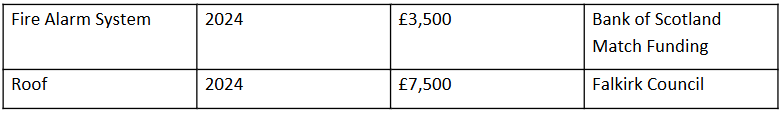 Fire Alarm System 2024 £3,500 Bank of Scotland
Match Funding
Roof 2024 £7,500 Falkirk Council